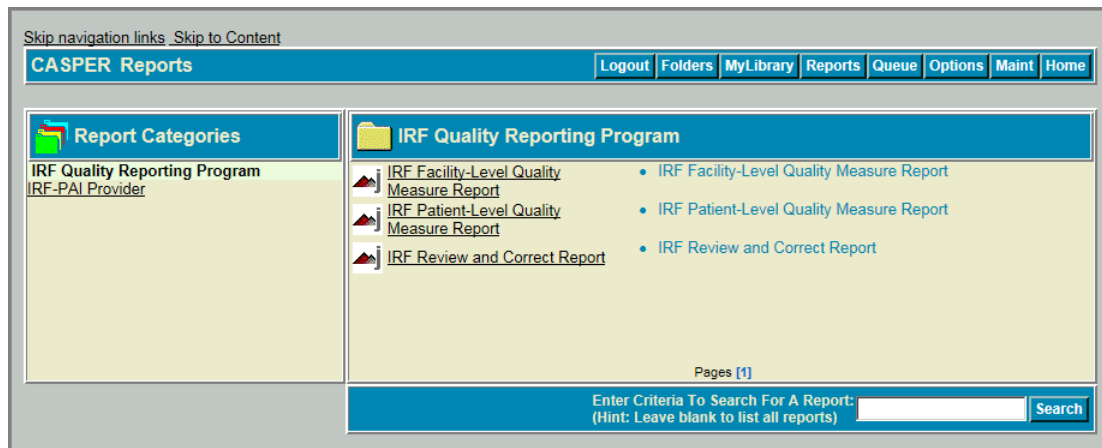 Skip navigation links Skip to Content
CASPER Reports
Logout Folders MyLibrary Reports Queue Options Maint Home
Report Categories
IRF Quality Reporting Program
IRF-PAI Provider
IRF Quality Reporting Program
IRF Facility-Level Quality
Measure Report
• IRF Facility-Level Quality Measure Report
IRF Patient-Level Quality
Measure Report
• IRF Patient-Level Quality Measure Report
IRF Review and Correct Report
• IRF Review and Correct Report
Pages [1]
Enter Criteria To Search For A Report:
(Hint: Leave blank to list all reports)
Search